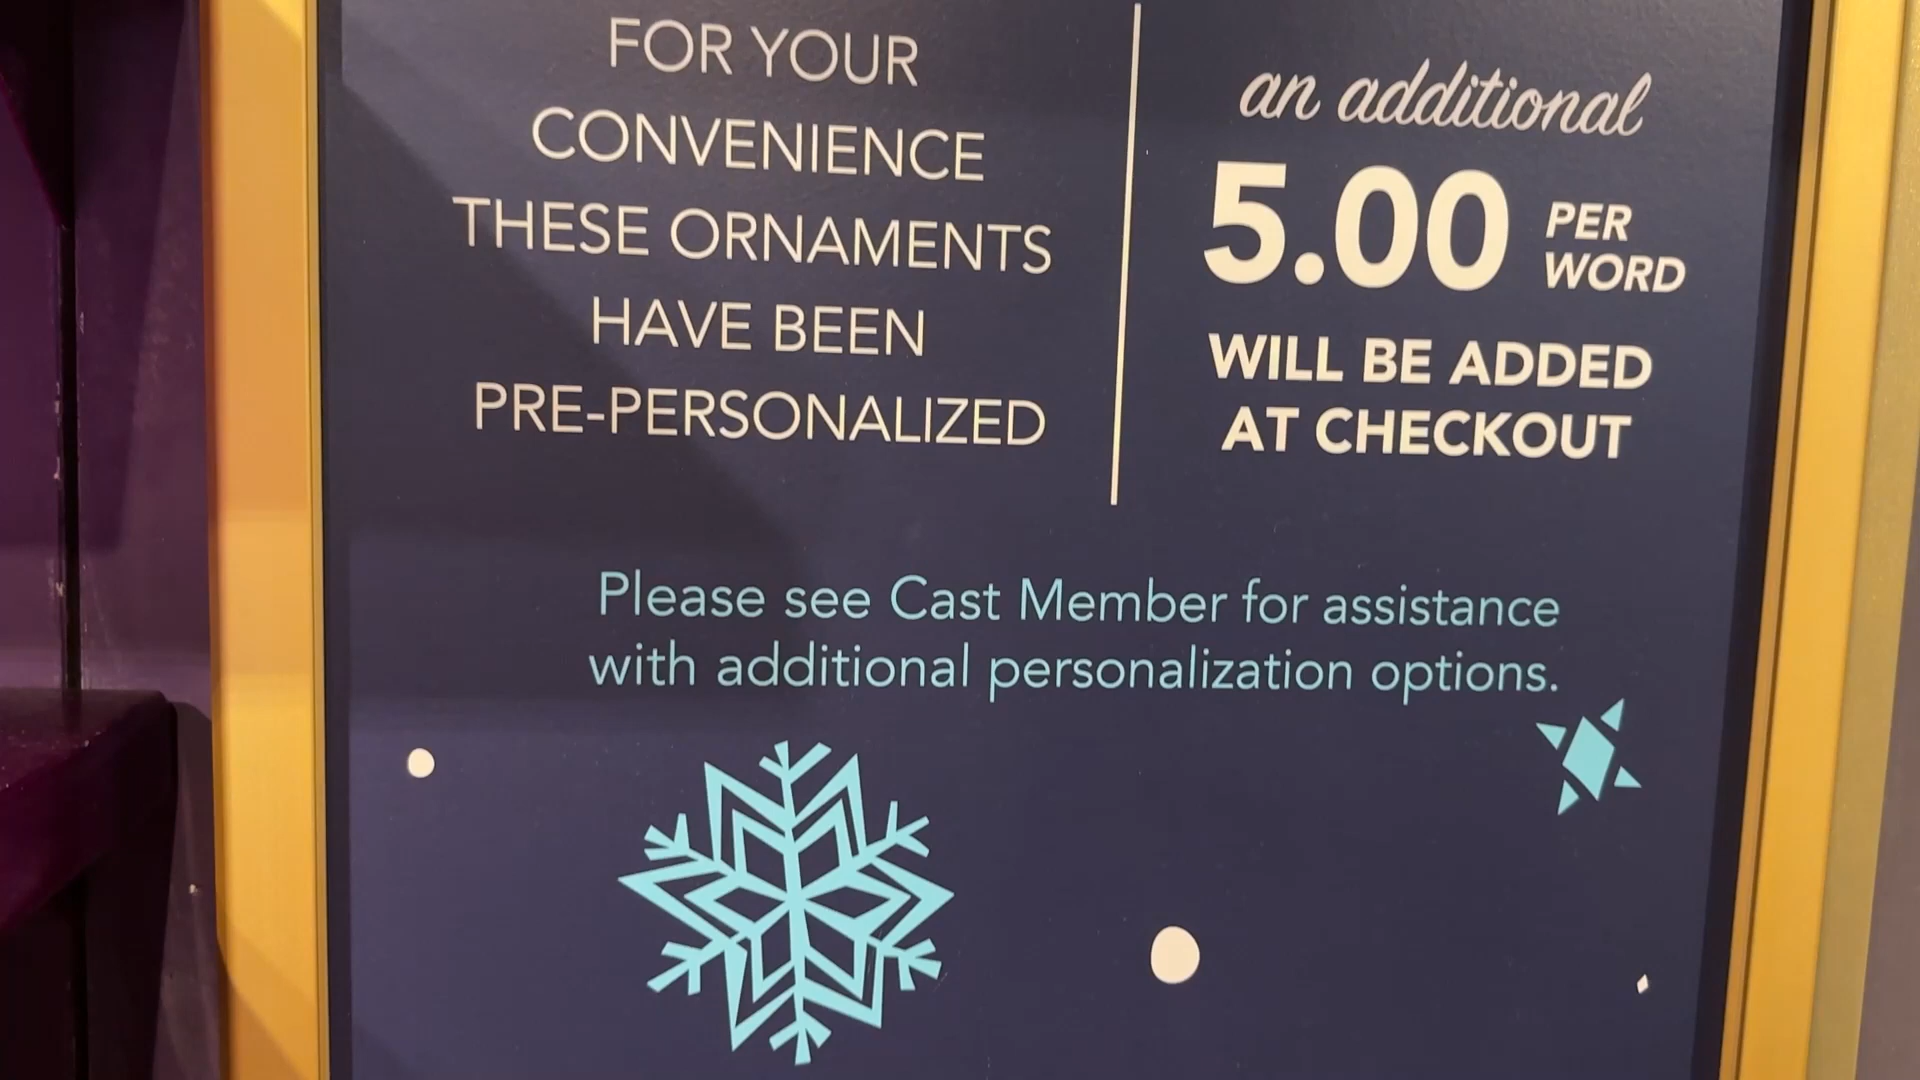 FOR YOUR
CONVENIENCE
THESE ORNAMENTS
HAVE BEEN
PRE-PERSONALIZED
an additional
5.00 PER
WORD
WILL BE ADDED
AT CHECKOUT
Please see Cast Member for assistance
with additional personalization options.